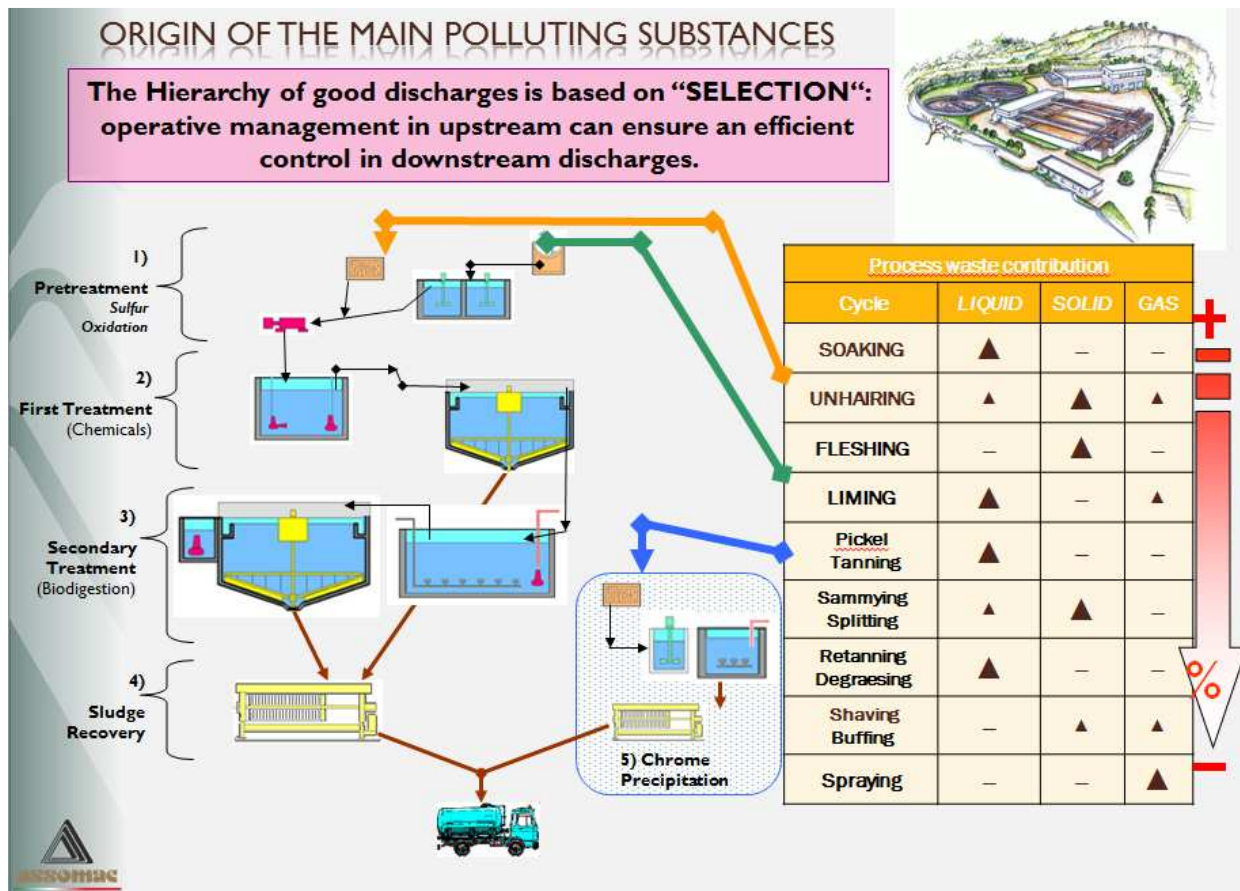 ORIGIN OF THE MAIN POLLUTING SUBSTANCES
The Hierarchy of good discharges is based on “SELECTION“:
operative management in upstream can ensure an efficient
control in downstream discharges.
1)
Pretreatment
Sulfur
Oxidation
2)
First Treatment
(Chemicals)
3)
Secondary
Treatment
(Biodigestion)
4)
Sludge
Recovery
5) Chrome
Precipitation
Process waste contribution
Cycle LIQUID SOLID GAS
SOAKING ▲ – –
UNHAIRING ▲ ▲ ▲
FLESHING – ▲ –
LIMING ▲ – ▲
Pickel
Tanning ▲ – –
Sammying
Splitting ▲ ▲ –
Retanning
Degraesing ▲ – –
Shaving
Buffing – ▲ ▲
Spraying – – ▲
+
%
–
assomac